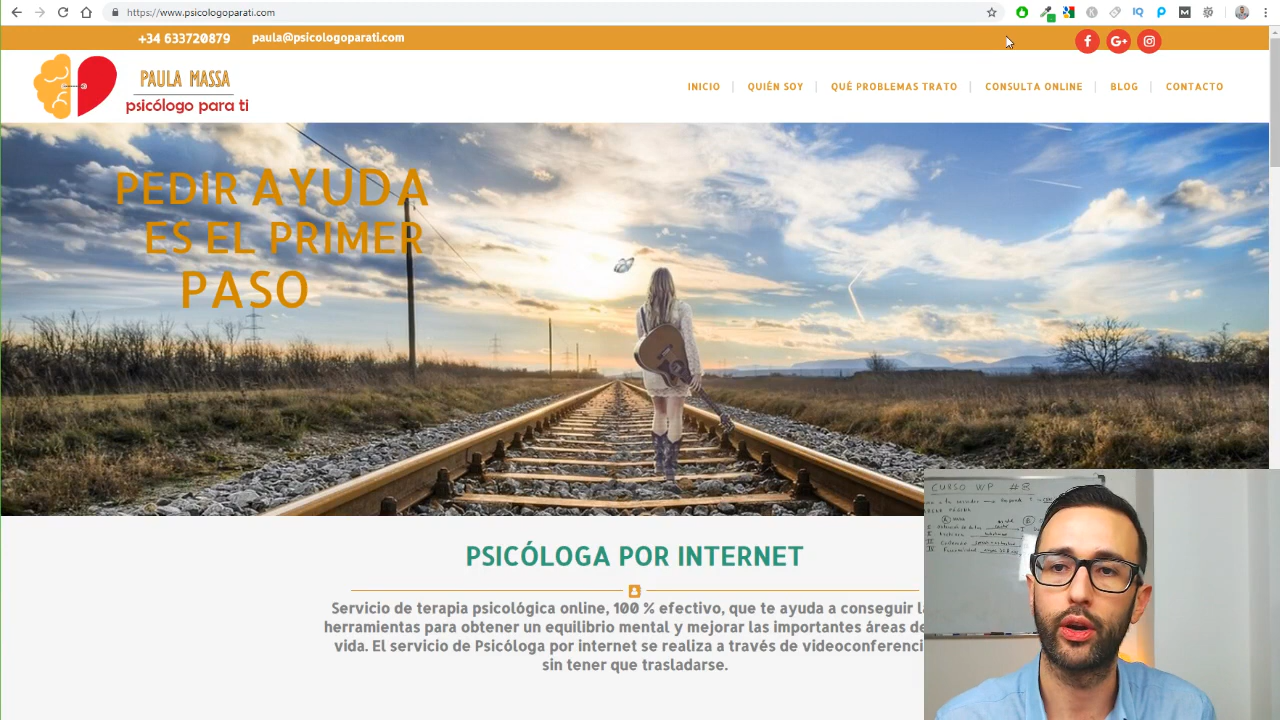 https://www.psicologoparati.com
+34 633720879 paula@psicologoparati.com
PAULA MASSA
psicólogo para ti
INICIO
QUIÉN SOY
QUÉ PROBLEMAS TRATO
CONSULTA ONLINE
BLOG
CONTACTO
PEDIR AYUDA
ES EL PRIMER
PASO
PSICÓLOGA POR INTERNET
Servicio de terapia psicológica online, 100 % efectivo, que te ayuda a conseguir
herramientas para obtener un equilibrio mental y mejorar las importantes áreas de
vida. El servicio de Psicóloga por internet se realiza a través de
sin tener que trasladarse.
CURSO WP #8